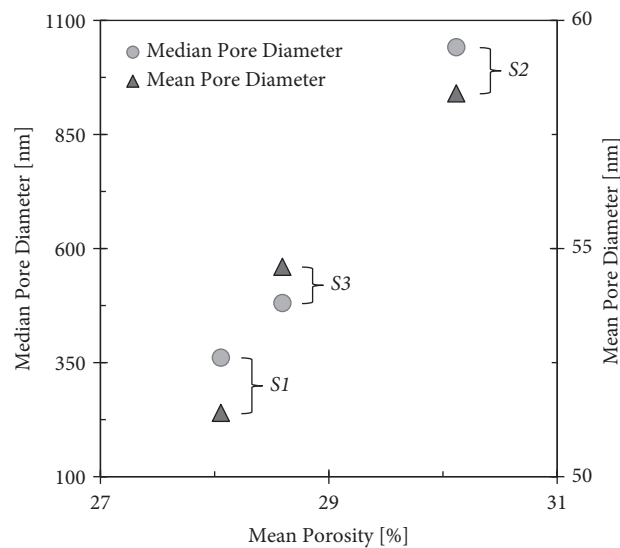 1100
850
600
350
100
Median Pore Diameter [nm]
Median Pore Diameter
Mean Pore Diameter
S2
S3
S1
60
55
50
Mean Pore Diameter [nm]
27
29
31
Mean Porosity [%]